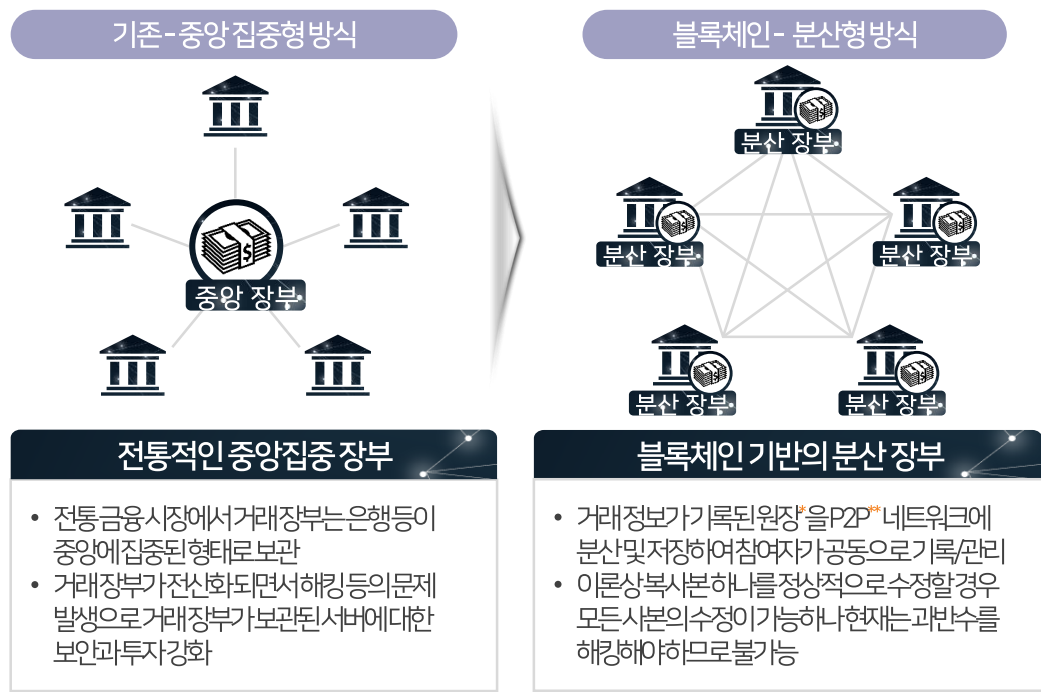 기존 - 중앙 집중형 방식
블록체인 - 분산형 방식
중앙 장부
분산 장부
분산 장부
분산 장부
분산 장부
분산 장부
전통적인 중앙집중 장부
• 전통 금융 시장에서 거래 장부는 은행 등이
중앙에 집중된 형태로 보관
• 거래 장부가 전산화 되면서 해킹 등의 문제
발생으로 거래 장부가 보관된 서버에 대한
보안과 투자 강화
블록체인 기반의 분산 장부
• 거래 정보가 기록된 원장*을 P2P** 네트워크에
분산 및 저장하여 참여자가 공동으로 기록/관리
• 이론상 복사본 하나를 정상적으로 수정할 경우
모든 사본의 수정이 가능하나 현재는 과반수를
해킹해야 하므로 불가능